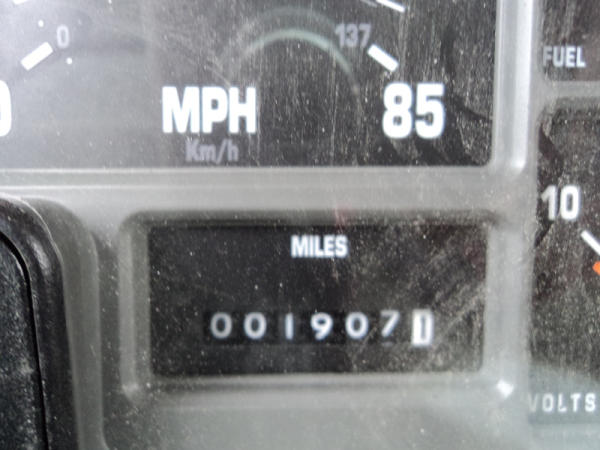 0 137
MPH 85
Km/h
FUEL
10
MILES
0019071
VOLTS